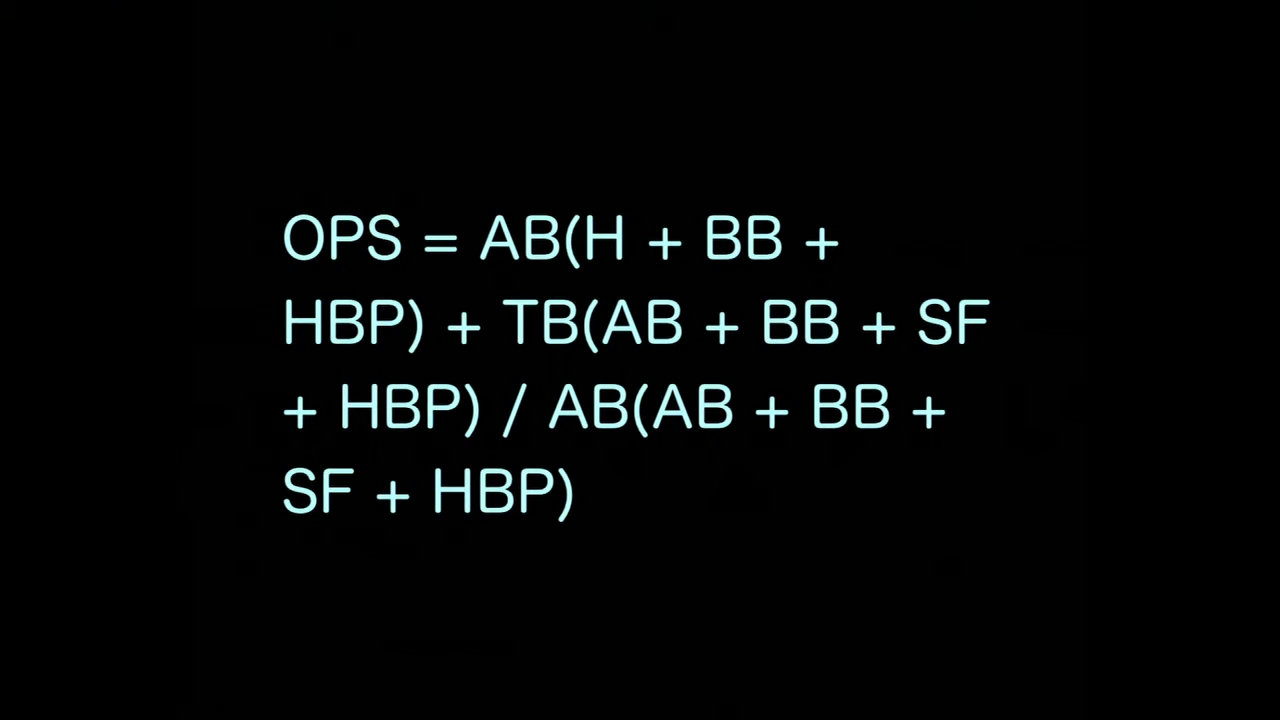 OPS = AB(H + BB +
HBP) + TB(AB + BB + SF
+ HBP) / AB(AB + BB +
SF + HBP)